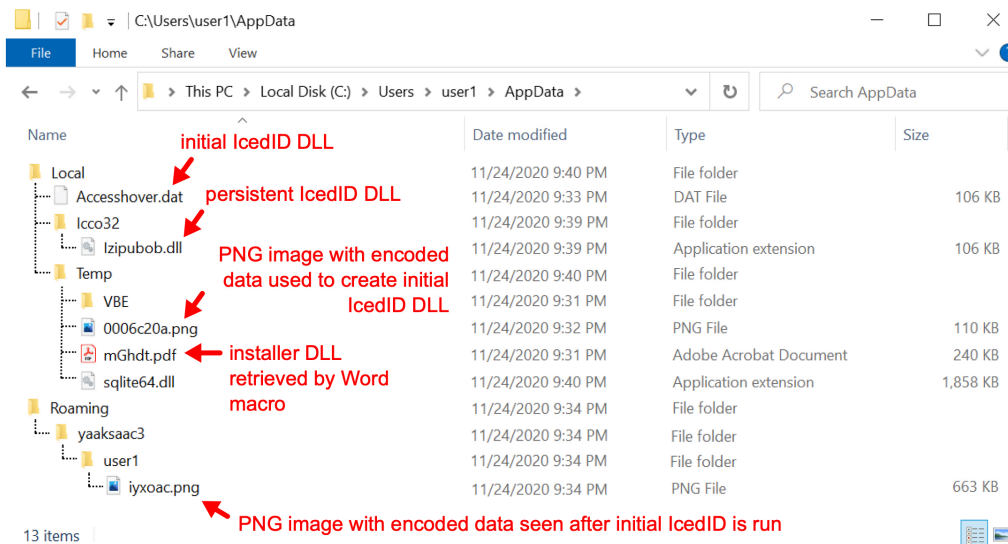 C:\Users\user1\AppData
File Home Share View
This PC > Local Disk (C:) > Users > user1 > AppData >
Search AppData
Name Date modified Type Size
initial IcedID DLL
Local 11/24/2020 9:40 PM File folder
Accesshover.dat 11/24/2020 9:33 PM DAT File 106 KB
persistent IcedID DLL
Icco32 11/24/2020 9:39 PM File folder
Izipubob.dll 11/24/2020 9:39 PM Application extension 106 KB
PNG image with encoded
data used to create initial
IcedID DLL
Temp 11/24/2020 9:40 PM File folder
VBE 11/24/2020 9:31 PM File folder
0006c20a.png 11/24/2020 9:32 PM PNG File 110 KB
mGhdt.pdf 11/24/2020 9:31 PM Adobe Acrobat Document 240 KB
installer DLL
retrieved by Word
macro
sqlite64.dll 11/24/2020 9:40 PM Application extension 1,858 KB
Roaming 11/24/2020 9:34 PM File folder
yaaksaac3 11/24/2020 9:34 PM File folder
user1 11/24/2020 9:34 PM File folder
iyxoac.png 11/24/2020 9:34 PM PNG File 663 KB
PNG image with encoded data seen after initial IcedID is run
13 items